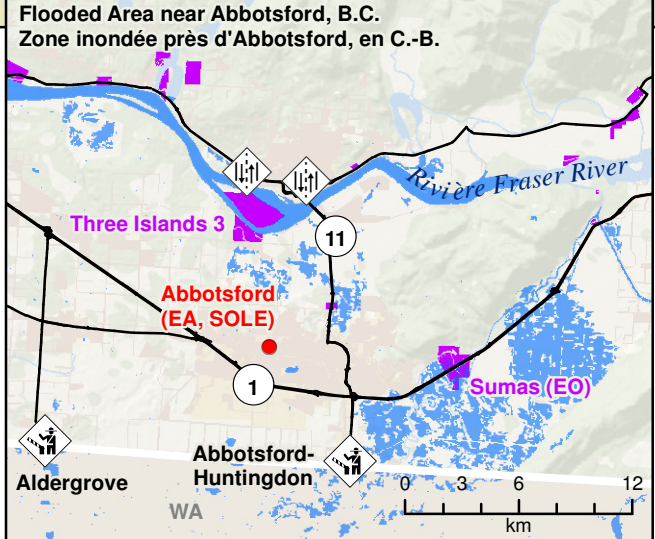 Flooded Area near Abbotsford, B.C.
Zone inondée près d'Abbotsford, en C.-B.
Rivière Fraser River
Three Islands 3
11
Abbotsford
(EA, SOLE)
1
Sumas (EO)
Abbotsford-
Huntingdon
Aldergrove
WA
0 3 6 12
km